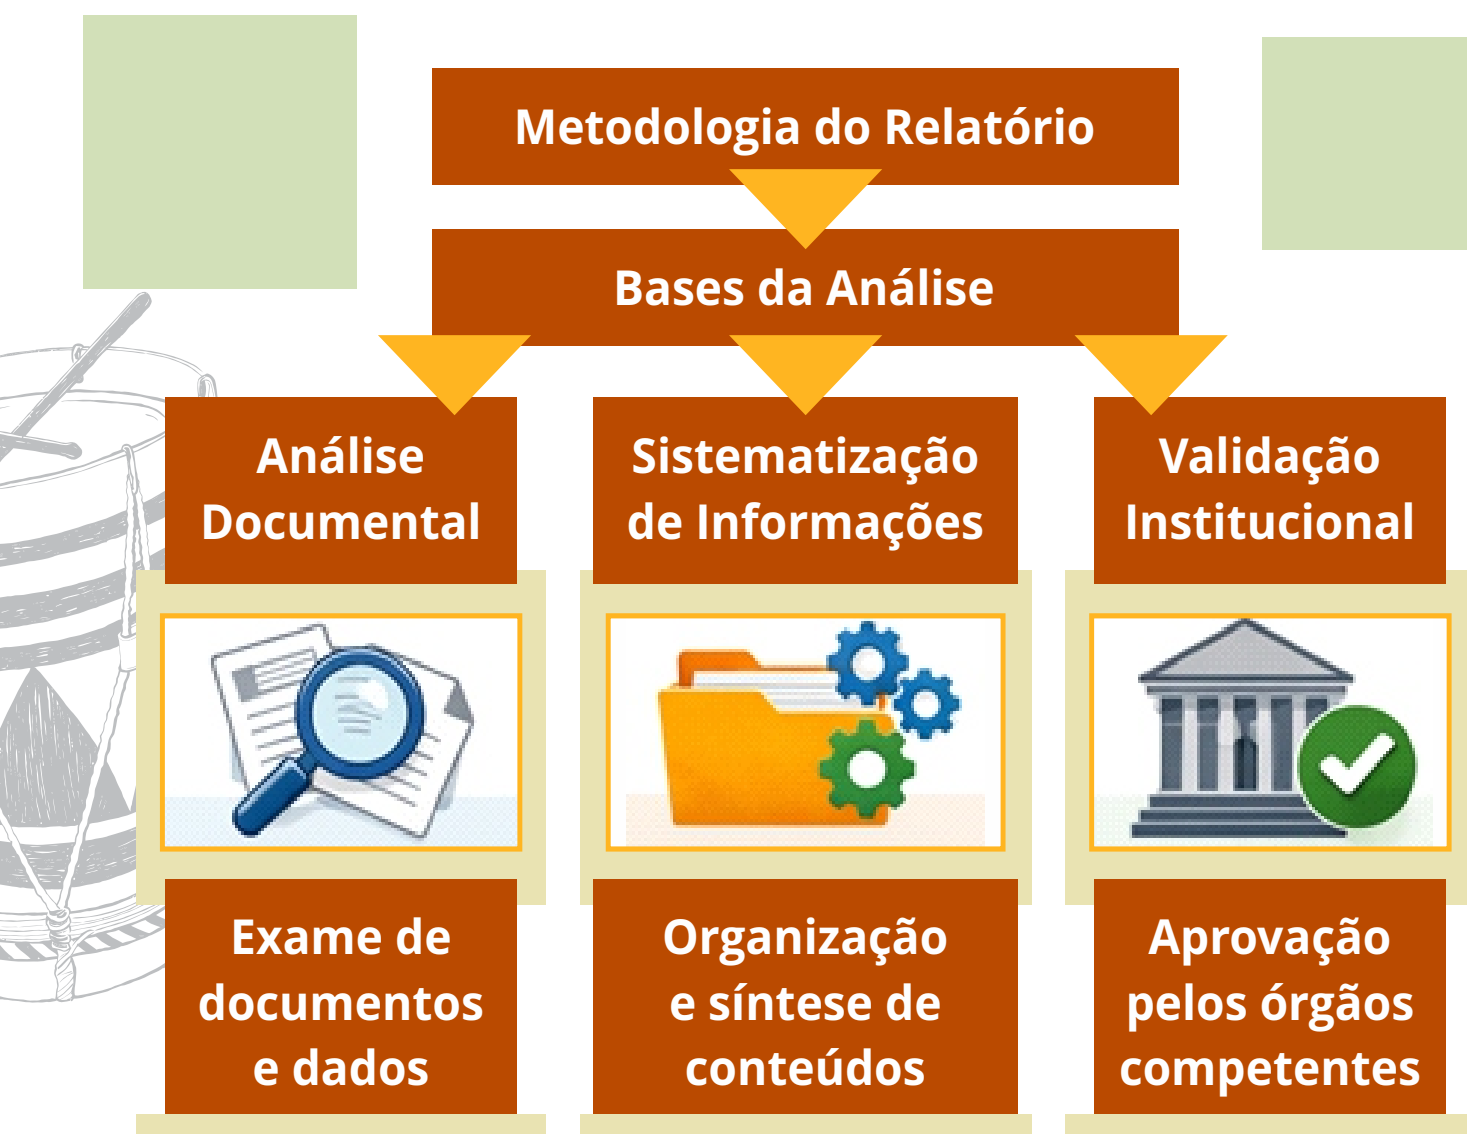 Metodologia do Relatório
Bases da Análise
Análise
Documental
Sistematização
de Informações
Validação
Institucional
Exame de
documentos
e dados
Organização
e síntese de
conteúdos
Aprovação
pelos órgãos
competentes